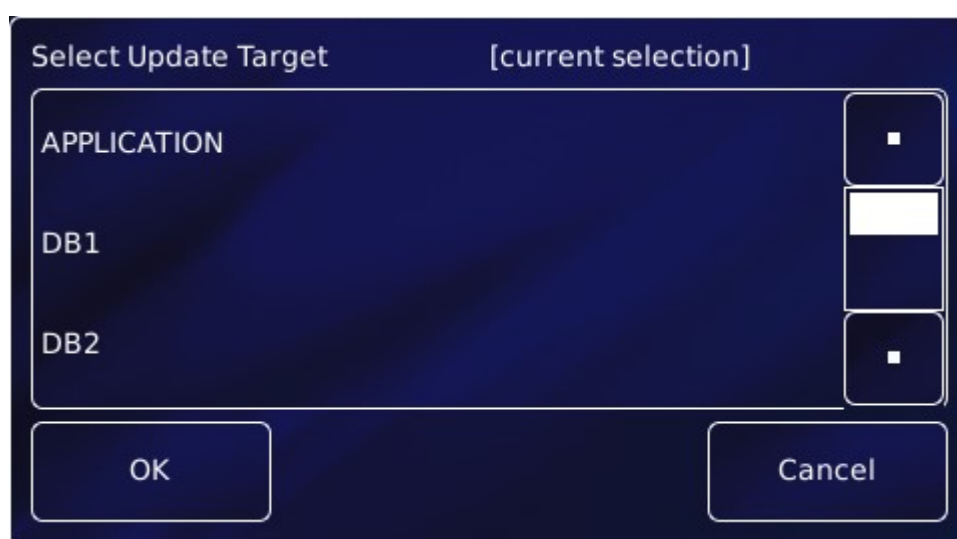 Select Update Target [current selection]
APPLICATION
DB1
DB2
OK Cancel